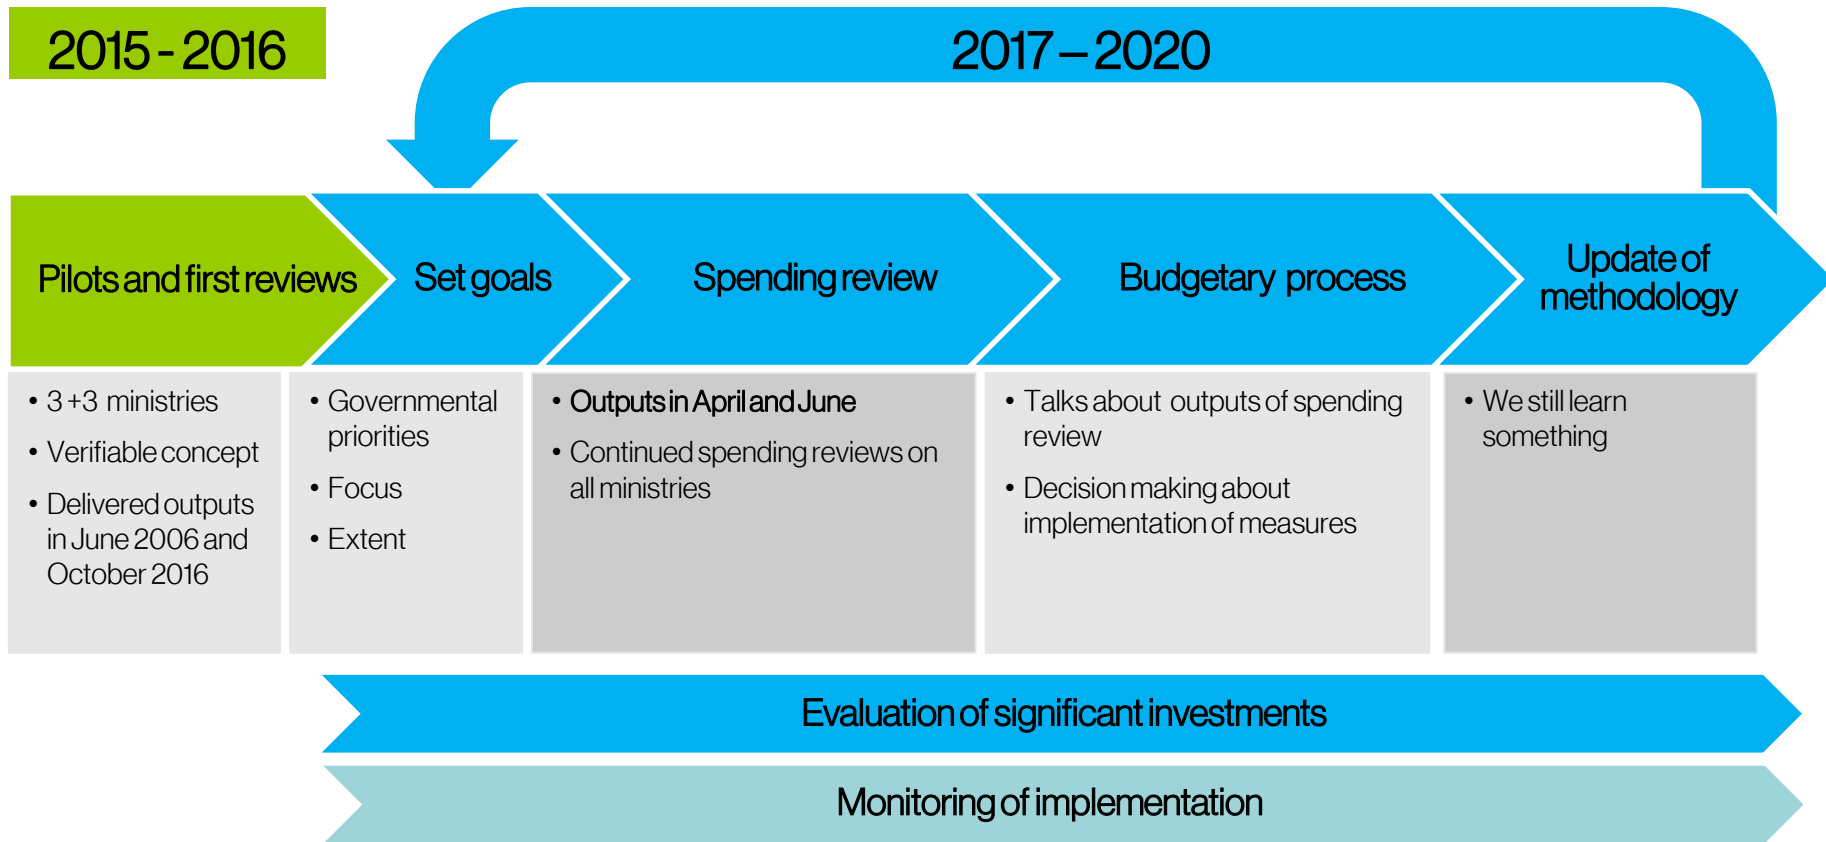 2015 - 2016
2017 – 2020
Pilots and first reviews
Set goals
Spending review
Budgetary process
Update of
methodology
• 3 +3 ministries
• Verifiable concept
• Delivered outputs
in June 2006 and
October 2016
• Governmental
priorities
• Focus
• Extent
• Outputs in April and June
• Continued spending reviews on
all ministries
• Talks about outputs of spending
review
• Decision making about
implementation of measures
• We still learn
something
Evaluation of significant investments
Monitoring of implementation